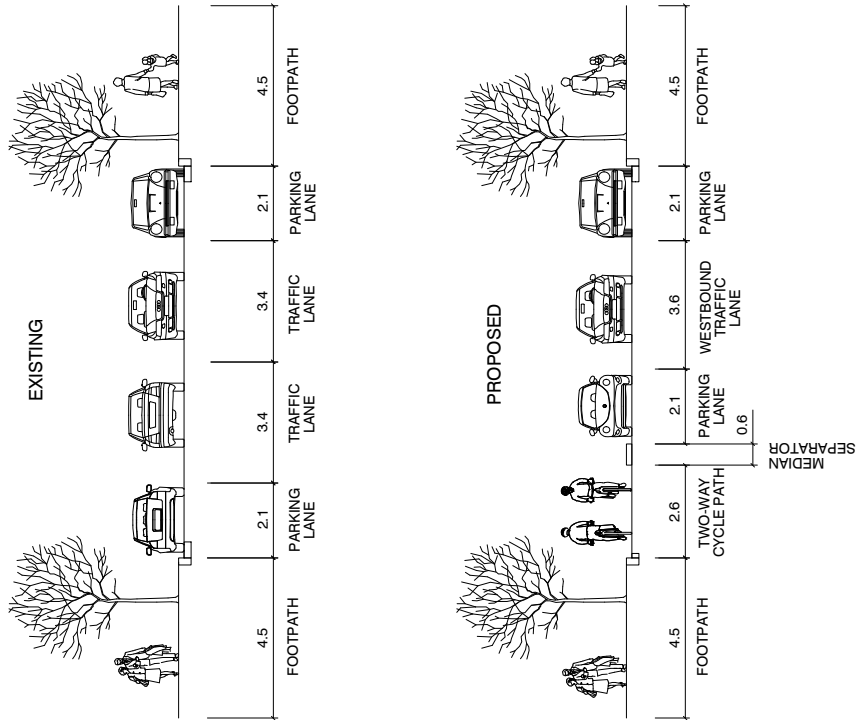 EXISTING
4.5
2.1
3.4
3.4
2.1
4.5
FOOTPATH
PARKING
LANE
TRAFFIC
LANE
TRAFFIC
LANE
PARKING
LANE
FOOTPATH
PROPOSED
4.5
2.6
0.6
2.1
3.6
2.1
4.5
FOOTPATH
TWO-WAY
CYCLE PATH
MEDIAN
SEPARATOR
PARKING
LANE
WESTBOUND
TRAFFIC
LANE
PARKING
LANE
FOOTPATH